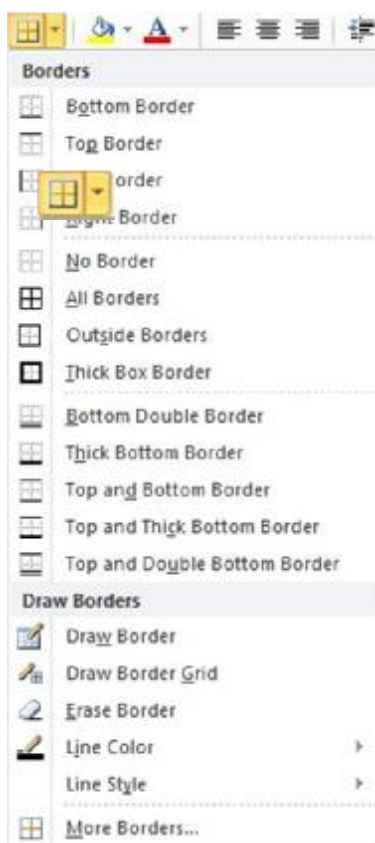 A
Borders
Bottom Border
Top Border
order
Right Border
No Border
All Borders
Outside Borders
Thick Box Border
Bottom Double Border
Thick Bottom Border
Top and Bottom Border
Top and Thick Bottom Border
Top and Double Bottom Border
Draw Borders
Draw Border
Draw Border Grid
Erase Border
Line Color
Line Style
More Borders...